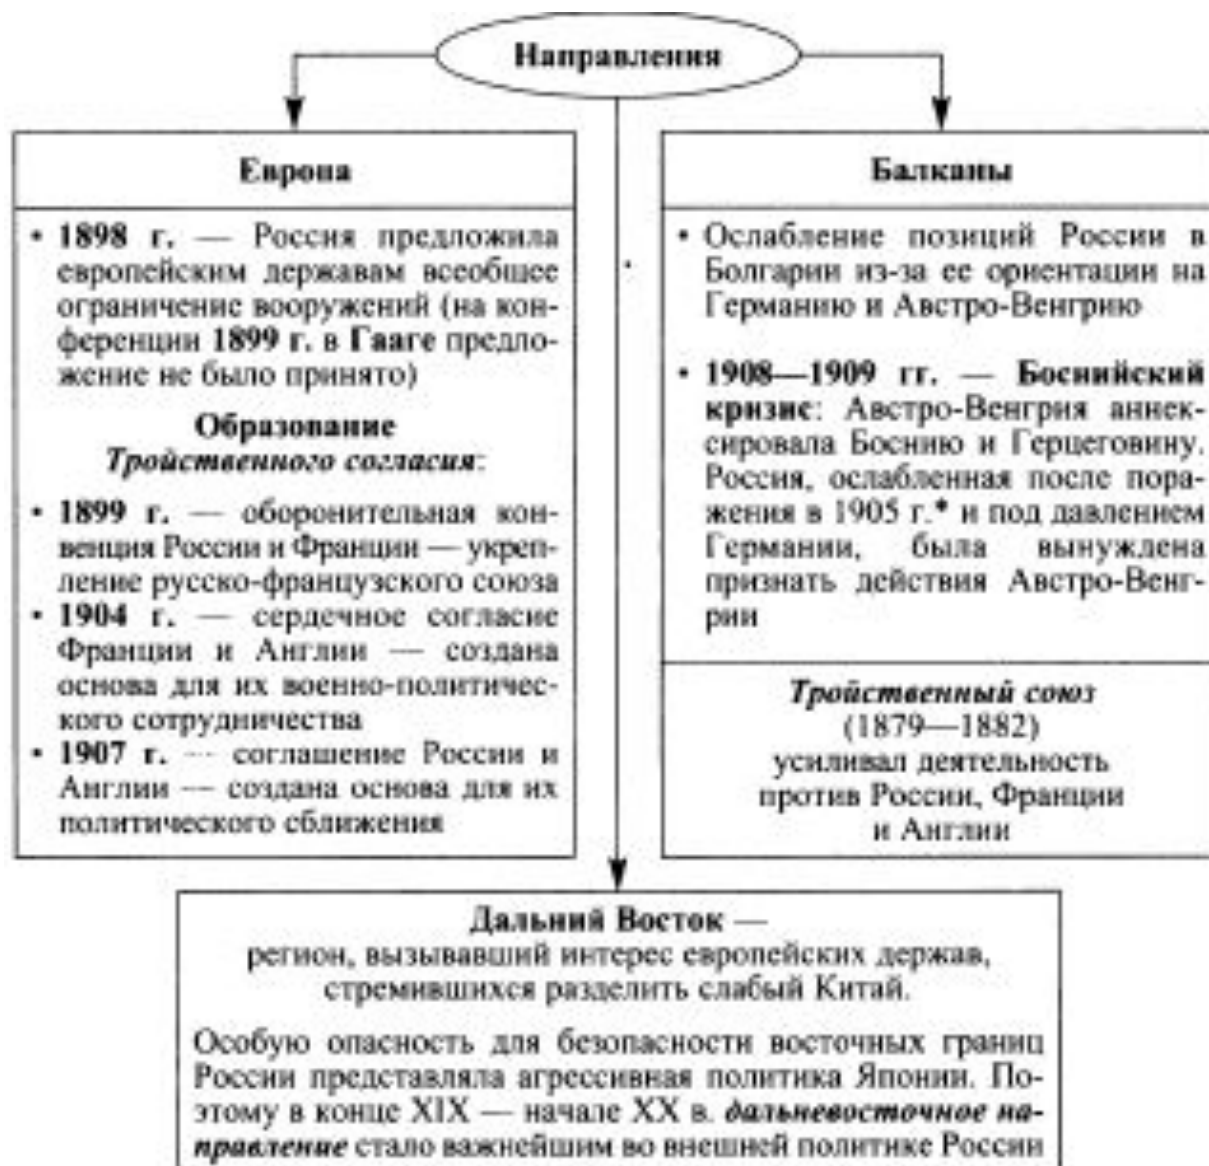 Направления
Европа
• 1898 г. — Россия предложила
европейским державам всеобщее
ограничение вооружений (на кон-
ференции 1899 г. в Гааге предло-
жение не было принято)
Образование
Тройственного согласия:
• 1899 г. — оборонительная кон-
венция России и Франции — укреп-
ление русско-французского союза
• 1904 г. — сердечное согласие
Франции и Англии — создана
основа для их военно-политичес-
кого сотрудничества
• 1907 г. — соглашение России и
Англии — создана основа для их
политического сближения
Балканы
• Ослабление позиций России в
Болгарии из-за ее ориентации на
Германию и Австро-Венгрию
• 1908—1909 гг. — Боснийский
кризис: Австро-Венгрия аннек-
сировала Боснию и Герцеговину.
Россия, ослабленная после пора-
жения в 1905 г.* и под давлением
Германии, была вынуждена
признать действия Австро-Венг-
рии
Тройственный союз
(1879—1882)
усиливал деятельность
против России, Франции
и Англии
Дальний Восток —
регион, вызывавший интерес европейских держав,
стремившихся разделить слабый Китай.
Особую опасность для безопасности восточных границ
России представляла агрессивная политика Японии. По-
этому в конце XIX — начале XX в. дальневосточное на-
правление стало важнейшим во внешней политике России